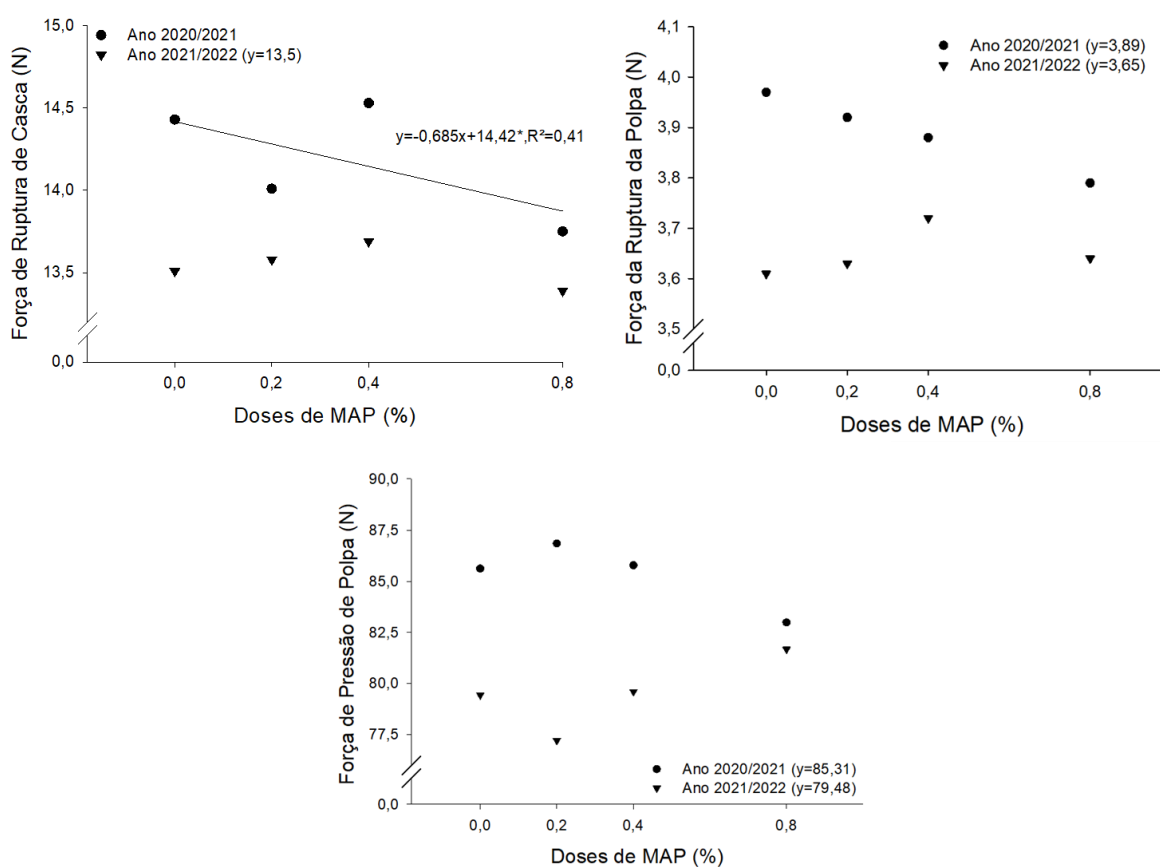 Força de Ruptura de Casca (N)
15,0
14,5
14,0
13,5
0,0
Ano 2020/2021
Ano 2021/2022 (y=13,5)
y=-0,685x+14,42*,R²=0,41
0,0
0,2
0,4
0,8
Doses de MAP (%)
Força da Ruptura da Polpa (N)
4,1
4,0
3,9
3,8
3,7
3,6
3,5
0,0
Ano 2020/2021 (y=3,89)
Ano 2021/2022 (y=3,65)
0,0
0,2
0,4
0,8
Doses de MAP (%)
Força de Pressão de Polpa (N)
90,0
87,5
85,0
82,5
80,0
77,5
0,0
Ano 2020/2021 (y=85,31)
Ano 2021/2022 (y=79,48)
0,0
0,2
0,4
0,8
Doses de MAP (%)